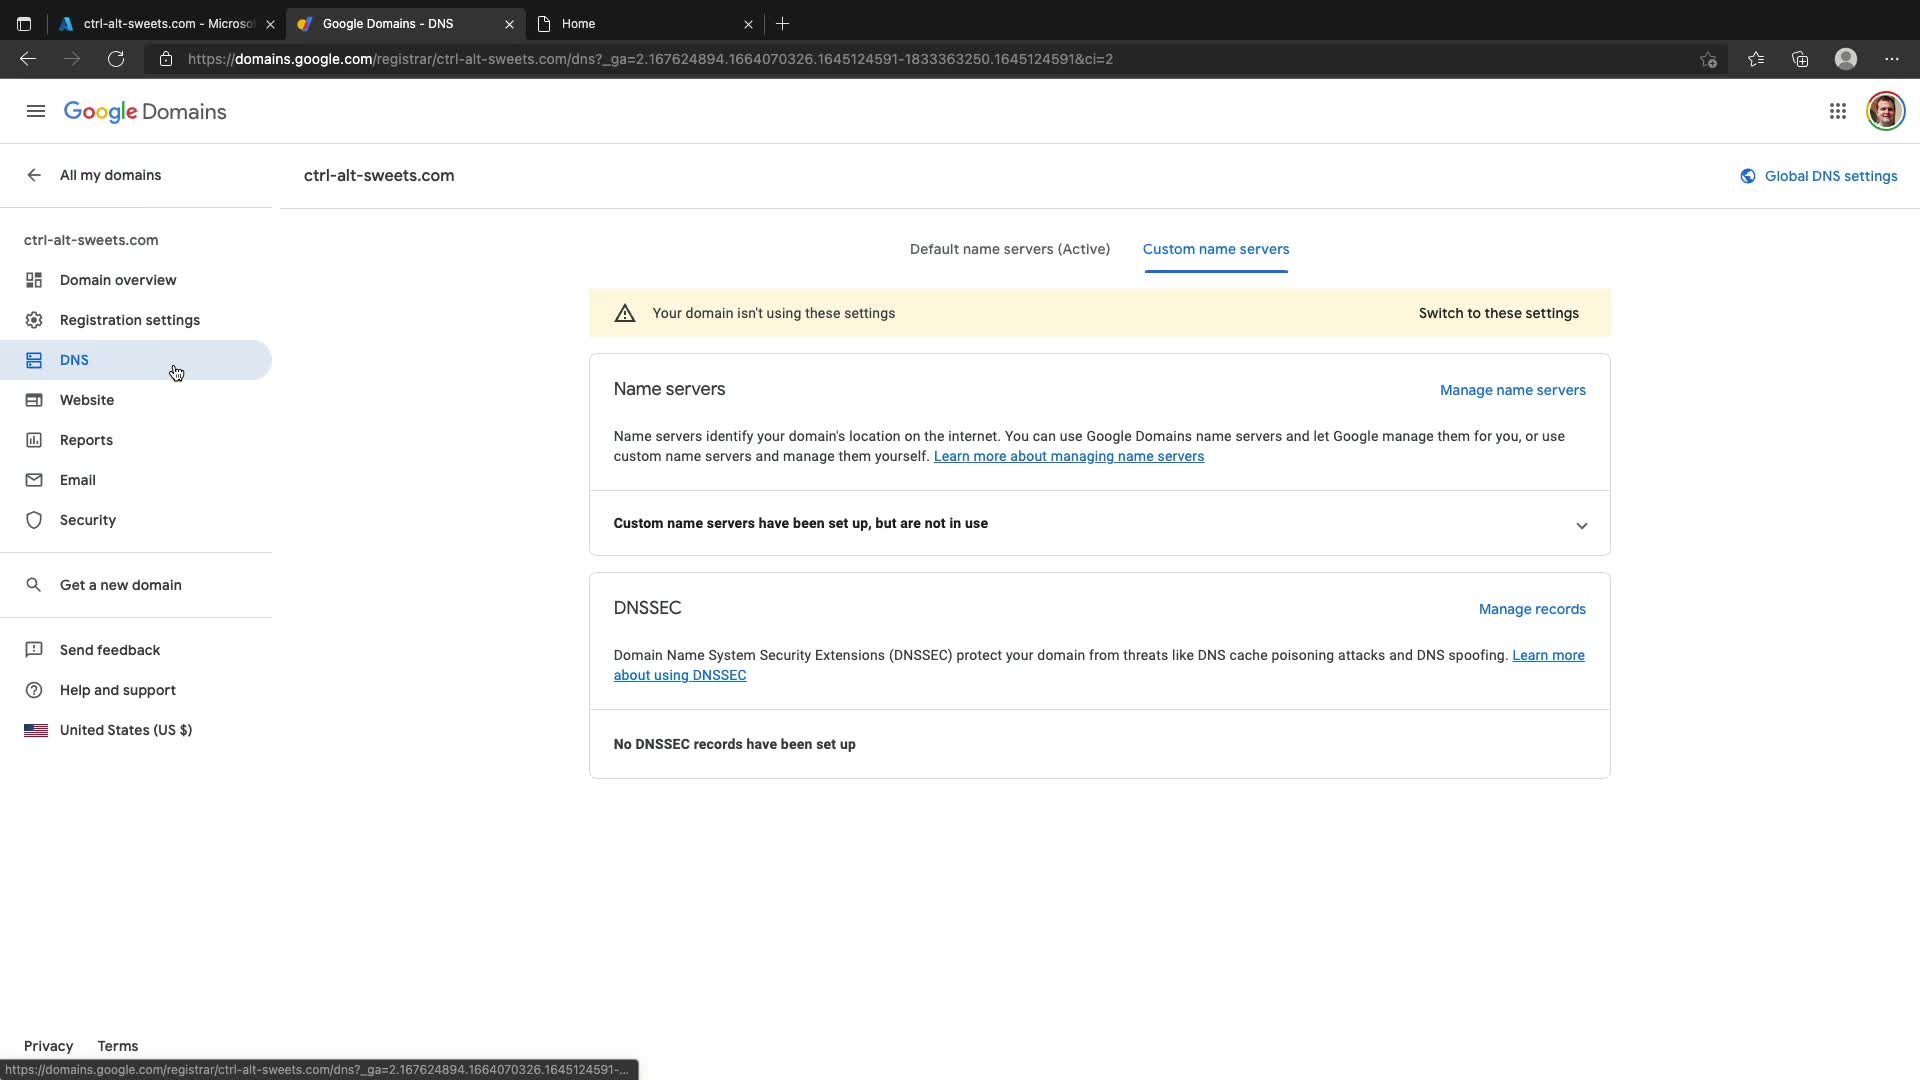 ctrl-alt-sweets.com - Microso
Google Domains - DNS
Home
https://domains.google.com/registrar/ctrl-alt-sweets.com/dns?_ga=2.167624894.1664070326.1645124591-1833363250.1645124591&ci=2
Google Domains
All my domains
ctrl-alt-sweets.com
Global DNS settings
ctrl-alt-sweets.com
Domain overview
Registration settings
DNS
Website
Reports
Email
Security
Get a new domain
Send feedback
Help and support
United States (US $)
Default name servers (Active)
Custom name servers
Your domain isn't using these settings
Switch to these settings
Name servers
Manage name servers
Name servers identify your domain's location on the internet. You can use Google Domains name servers and let Google manage them for you, or use
custom name servers and manage them yourself. Learn more about managing name servers
Custom name servers have been set up, but are not in use
DNSSEC
Manage records
Domain Name System Security Extensions (DNSSEC) protect your domain from threats like DNS cache poisoning attacks and DNS spoofing. Learn more
about using DNSSEC
No DNSSEC records have been set up
Privacy
Terms
https://domains.google.com/registrar/ctrl-alt-sweets.com/dns?_ga=2.167624894.1664070326.1645124591-...